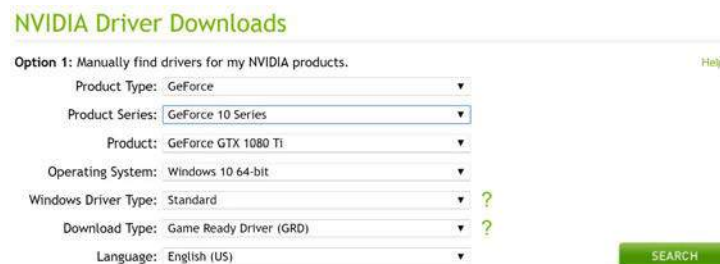 NVIDIA Driver Downloads
Option 1: Manually find drivers for my NVIDIA products. Help
Product Type: GeForce
Product Series: GeForce 10 Series
Product: GeForce GTX 1080 Ti
Operating System: Windows 10 64-bit
Windows Driver Type: Standard ?
Download Type: Game Ready Driver (GRD) ?
Language: English (US) SEARCH